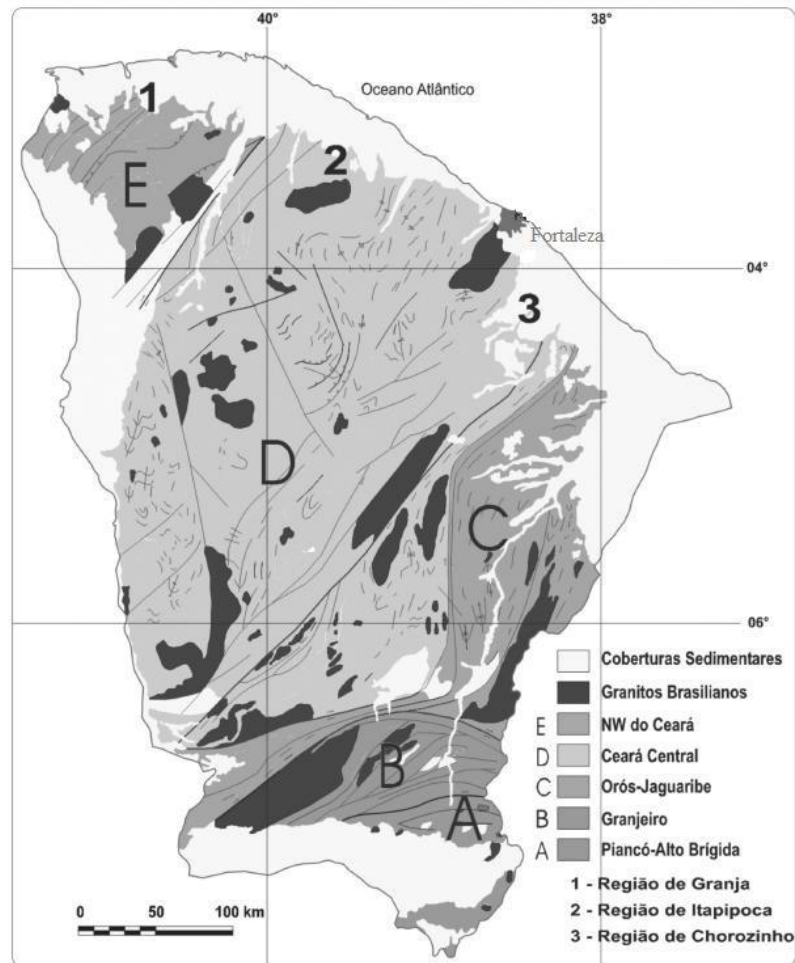 40°
38°
Oceano Atlântico
1
2
E
Fortaleza
04°
3
D
C
06°
Coberturas Sedimentares
Granitos Brasilianos
E NW do Ceará
D Ceará Central
C Orós-Jaguaribe
B Granjeiro
A Piancó-Alto Brígida
B
A
1 - Região de Granja
2 - Região de Itapipoca
3 - Região de Chorozinho
0 50 100 km